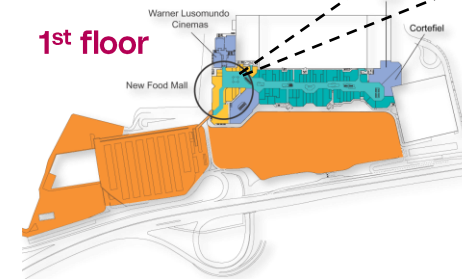 Warner Lusomundo
Cinemas
1st floor
Cortefiel
New Food Mall